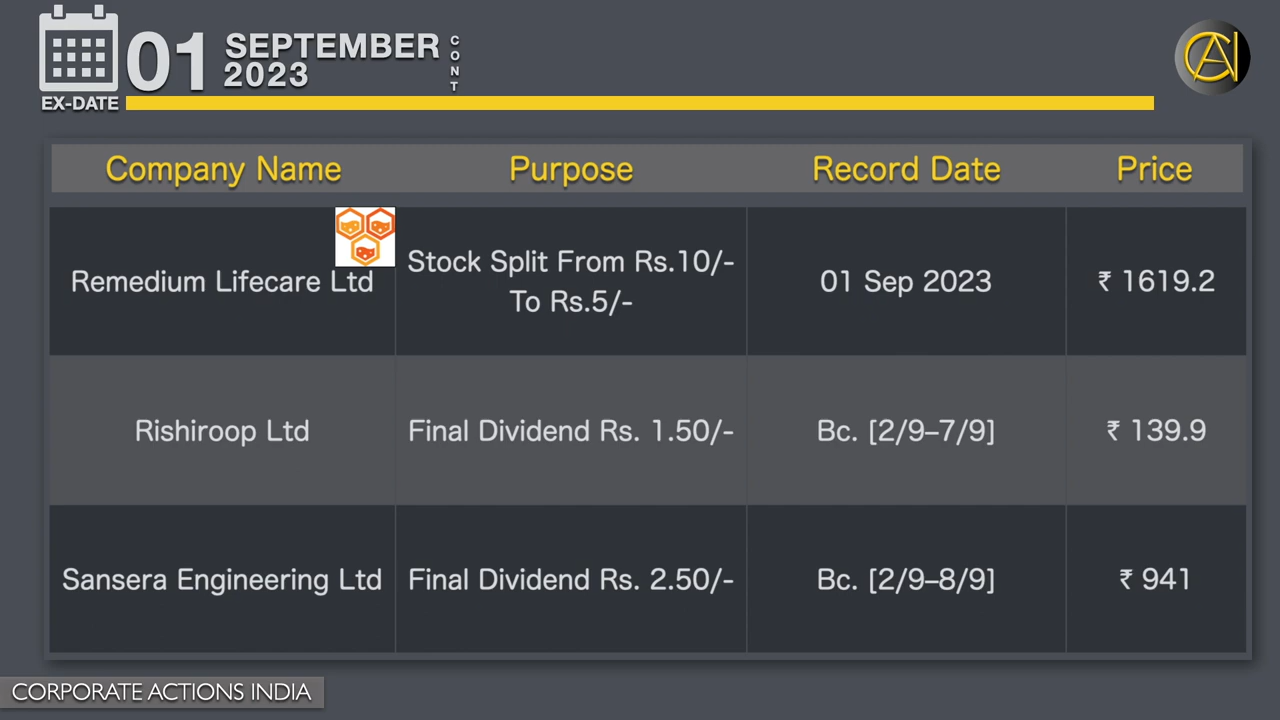 01 SEPTEMBER
2023
CONT
EX-DATE
CAI
Company Name Purpose Record Date Price
Remedium Lifecare Ltd Stock Split From Rs.10/- 01 Sep 2023 ₹ 1619.2
To Rs.5/-
Rishiroop Ltd Final Dividend Rs. 1.50/- Bc. [2/9–7/9] ₹ 139.9
Sansera Engineering Ltd Final Dividend Rs. 2.50/- Bc. [2/9–8/9] ₹ 941
CORPORATE ACTIONS INDIA